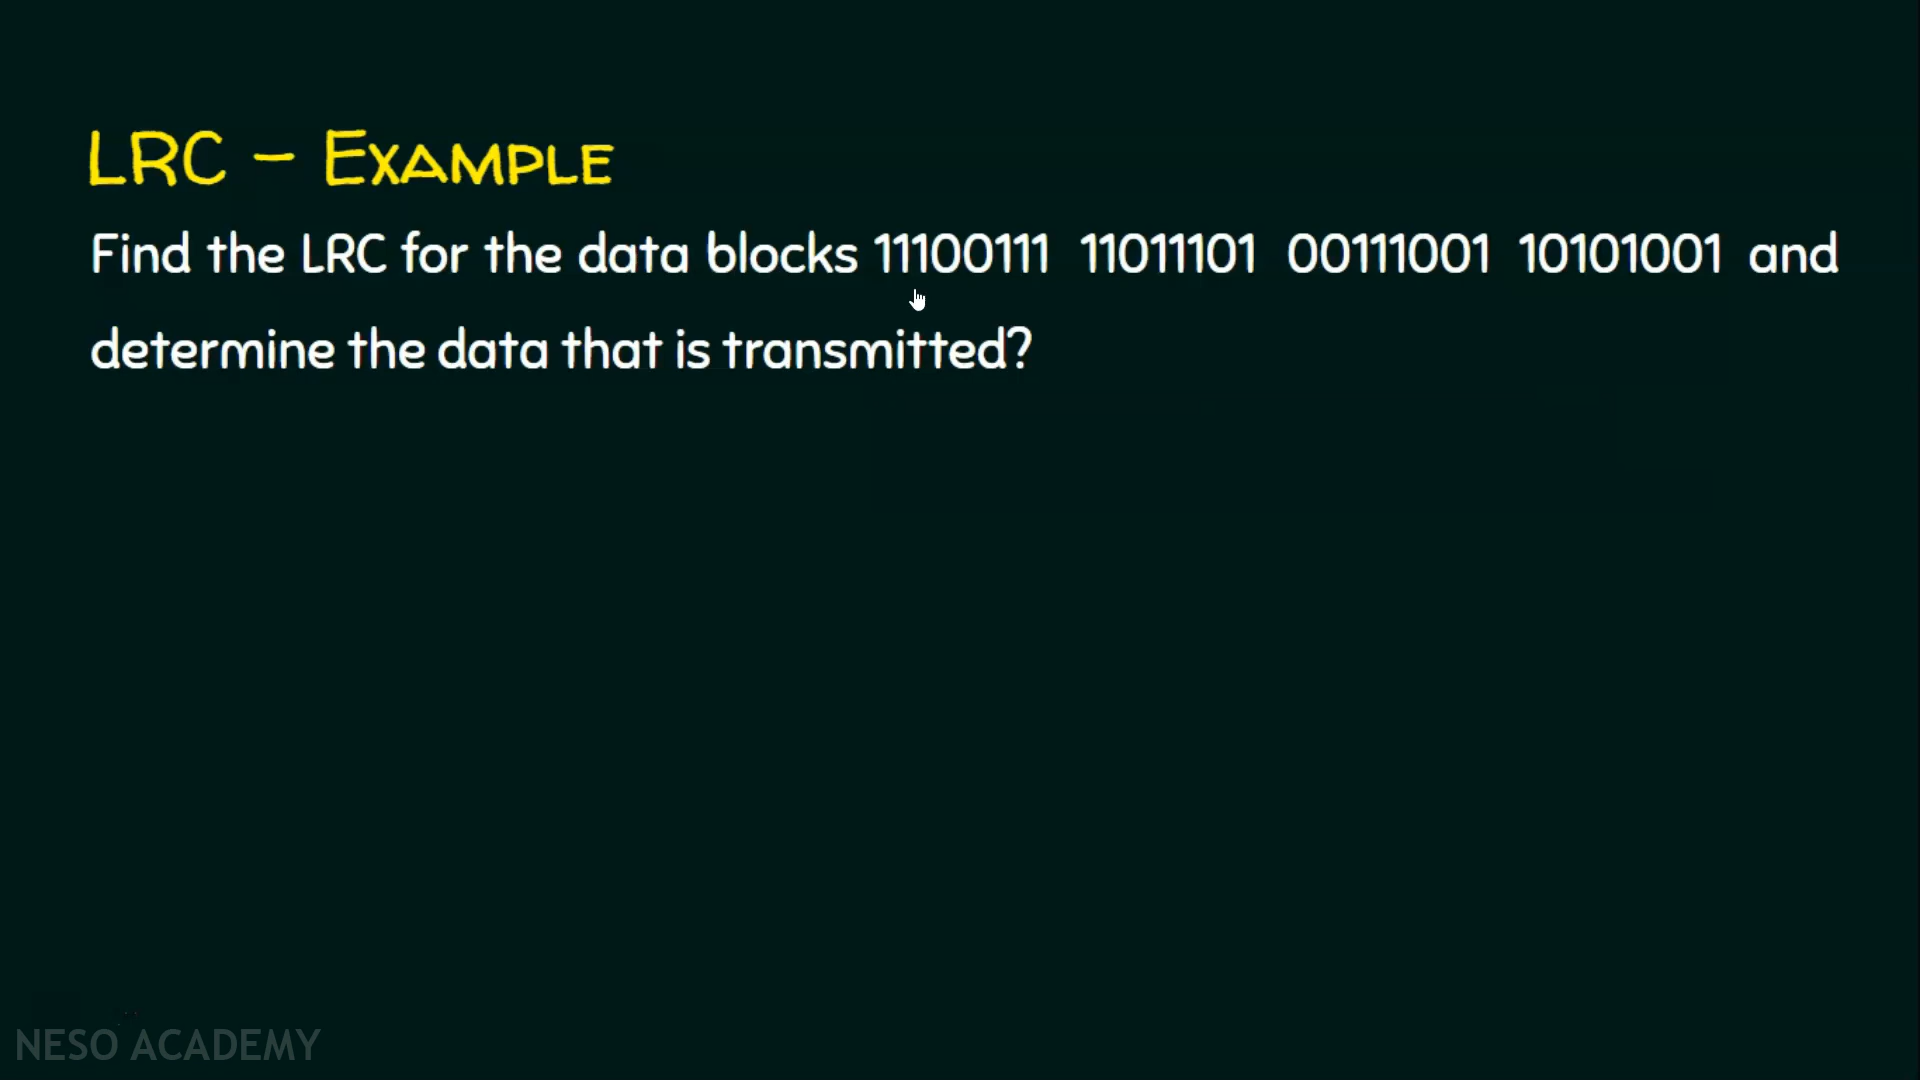 LRC – EXAMPLE
Find the LRC for the data blocks 11100111 11011101 00111001 10101001 and
determine the data that is transmitted?
NESO ACADEMY